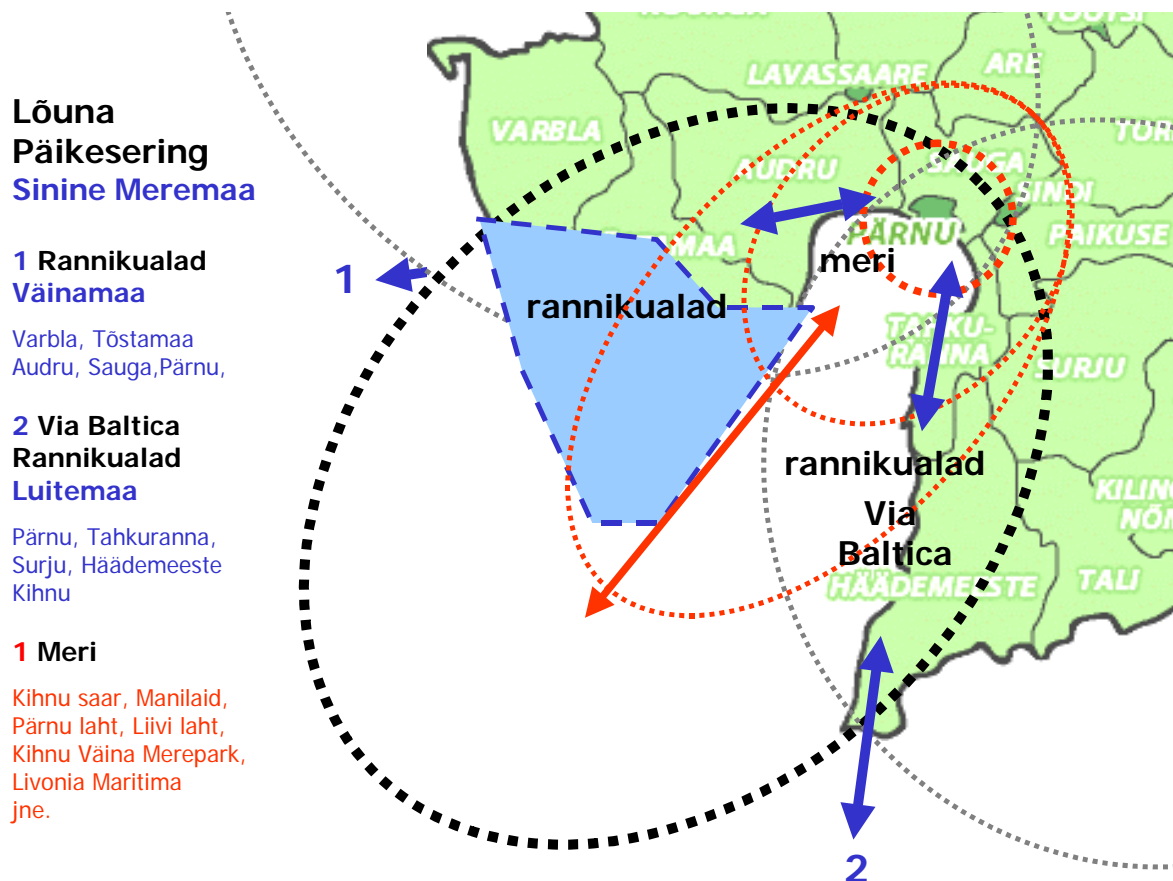 Lõuna
Päikesering
Sinine Meremaa
1 Rannikualad
Väinamaa
Varbla, Tõstamaa
Audru, Sauga,Pärnu,
2 Via Baltica
Rannikualad
Luitemaa
Pärnu, Tahkuranna,
Surju, Häädemeeste
Kihnu
1 Meri
Kihnu saar, Manilaid,
Pärnu laht, Liivi laht,
Kihnu Väina Merepark,
Livonia Maritima
jne.
LAVASSAARE
ARE
VARBLA
AUDRU
SAUGA
SINDI
PÄRNU
PAIKUSE
meri
1
rannikualad
TAHKU-
RANNA
SURJU
rannikualad
Via
Baltica
HÄÄDEMEESTE
TALI
2